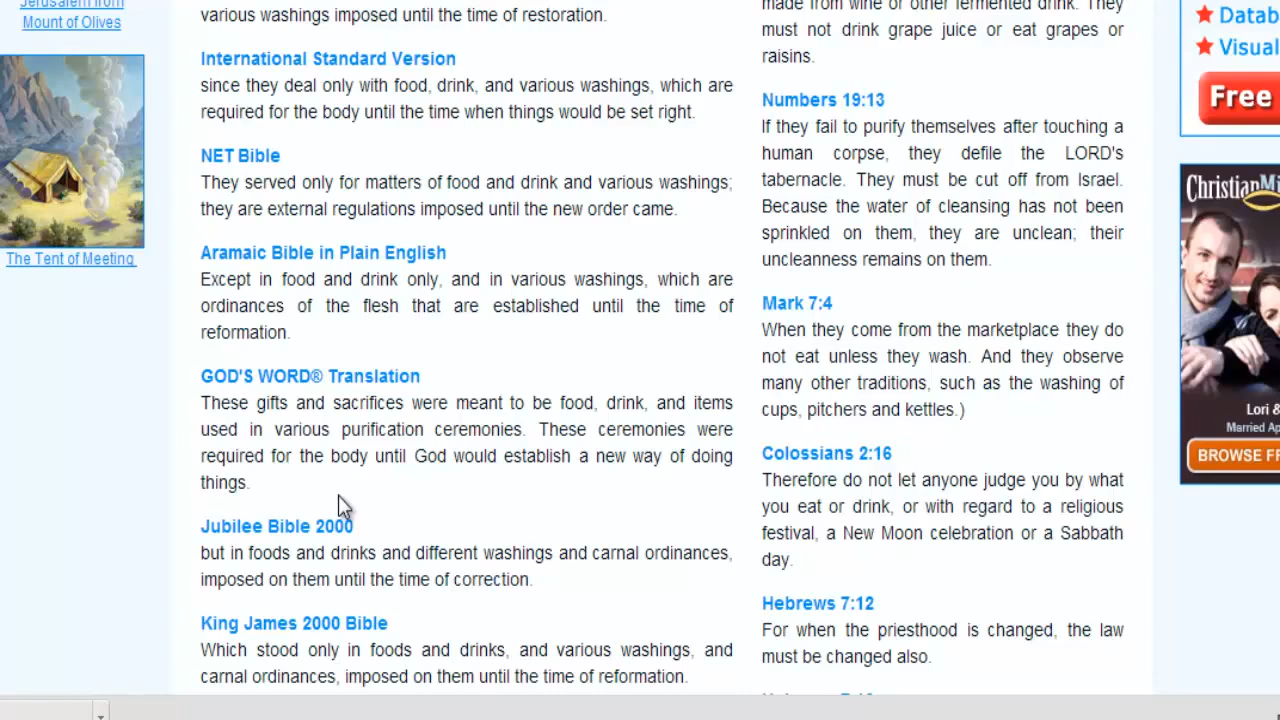 Jerusalem from
Mount of Olives
The Tent of Meeting
various washings imposed until the time of restoration.
International Standard Version
since they deal only with food, drink, and various washings, which are
required for the body until the time when things would be set right.
NET Bible
They served only for matters of food and drink and various washings;
they are external regulations imposed until the new order came.
Aramaic Bible in Plain English
Except in food and drink only, and in various washings, which are
ordinances of the flesh that are established until the time of
reformation.
GOD'S WORD® Translation
These gifts and sacrifices were meant to be food, drink, and items
used in various purification ceremonies. These ceremonies were
required for the body until God would establish a new way of doing
things.
Jubilee Bible 2000
but in foods and drinks and different washings and carnal ordinances,
imposed on them until the time of correction.
King James 2000 Bible
Which stood only in foods and drinks, and various washings, and
carnal ordinances, imposed on them until the time of reformation.
made from wine or other fermented drink. They
must not drink grape juice or eat grapes or
raisins.
Numbers 19:13
If they fail to purify themselves after touching a
human corpse, they defile the LORD's
tabernacle. They must be cut off from Israel.
Because the water of cleansing has not been
sprinkled on them, they are unclean; their
uncleanness remains on them.
Mark 7:4
When they come from the marketplace they do
not eat unless they wash. And they observe
many other traditions, such as the washing of
cups, pitchers and kettles.)
Colossians 2:16
Therefore do not let anyone judge you by what
you eat or drink, or with regard to a religious
festival, a New Moon celebration or a Sabbath
day.
Hebrews 7:12
For when the priesthood is changed, the law
must be changed also.
Datab
Visual
Free
ChristianMi
Lori &
Married Ap
BROWSE FR